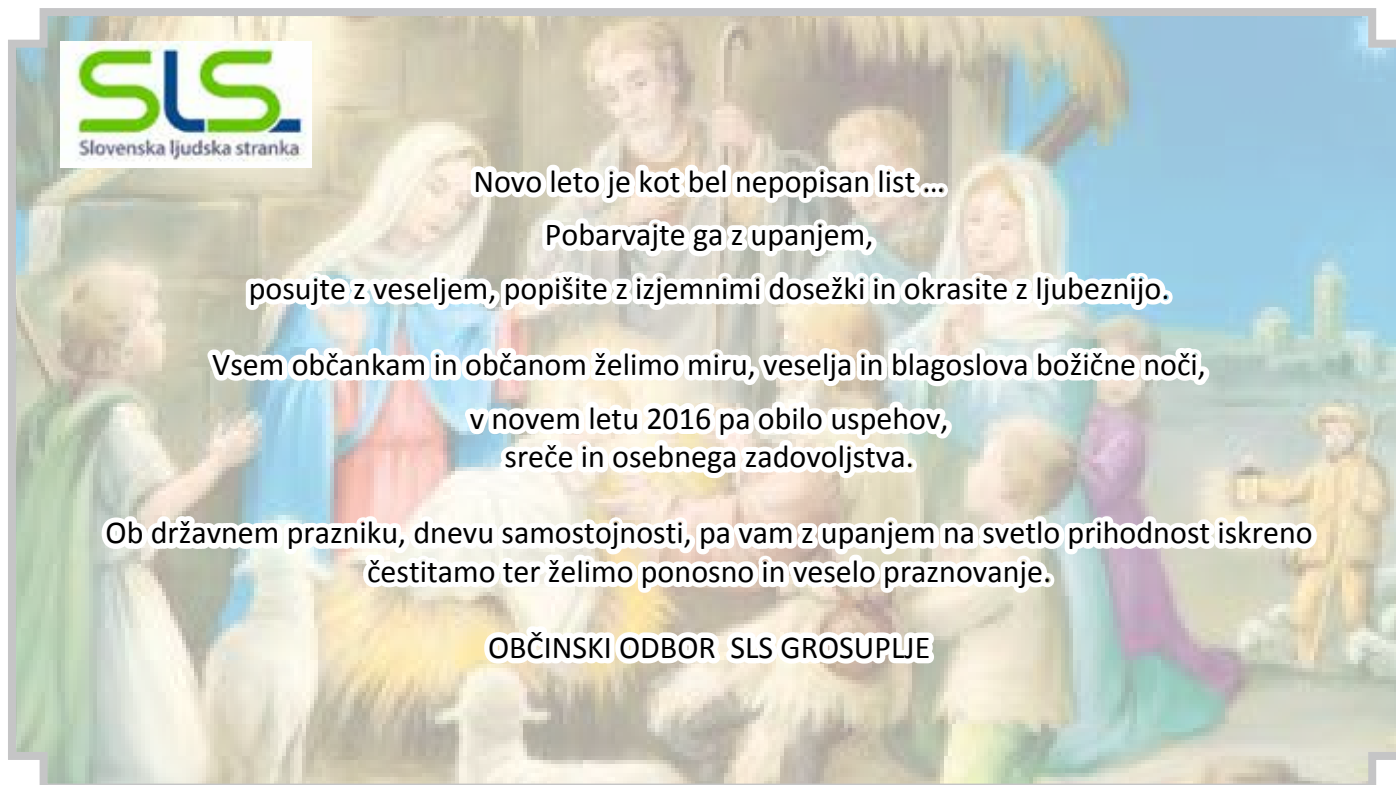 SLS
Slovenska ljudska stranka
Novo leto je kot bel nepopisan list ...
Pobarvajte ga z upanjem,
posujte z veseljem, popišite z izjemnimi dosežki in okrasite z ljubeznijo.
Vsem občankam in občanom želimo miru, veselja in blagoslova božične noči,
v novem letu 2016 pa obilo uspehov,
sreče in osebnega zadovoljstva.
Ob državnem prazniku, dnevu samostojnosti, pa vam z upanjem na svetlo prihodnost iskreno
čestitamo ter želimo ponosno in veselo praznovanje.
OBČINSKI ODBOR SLS GROSUPLJE